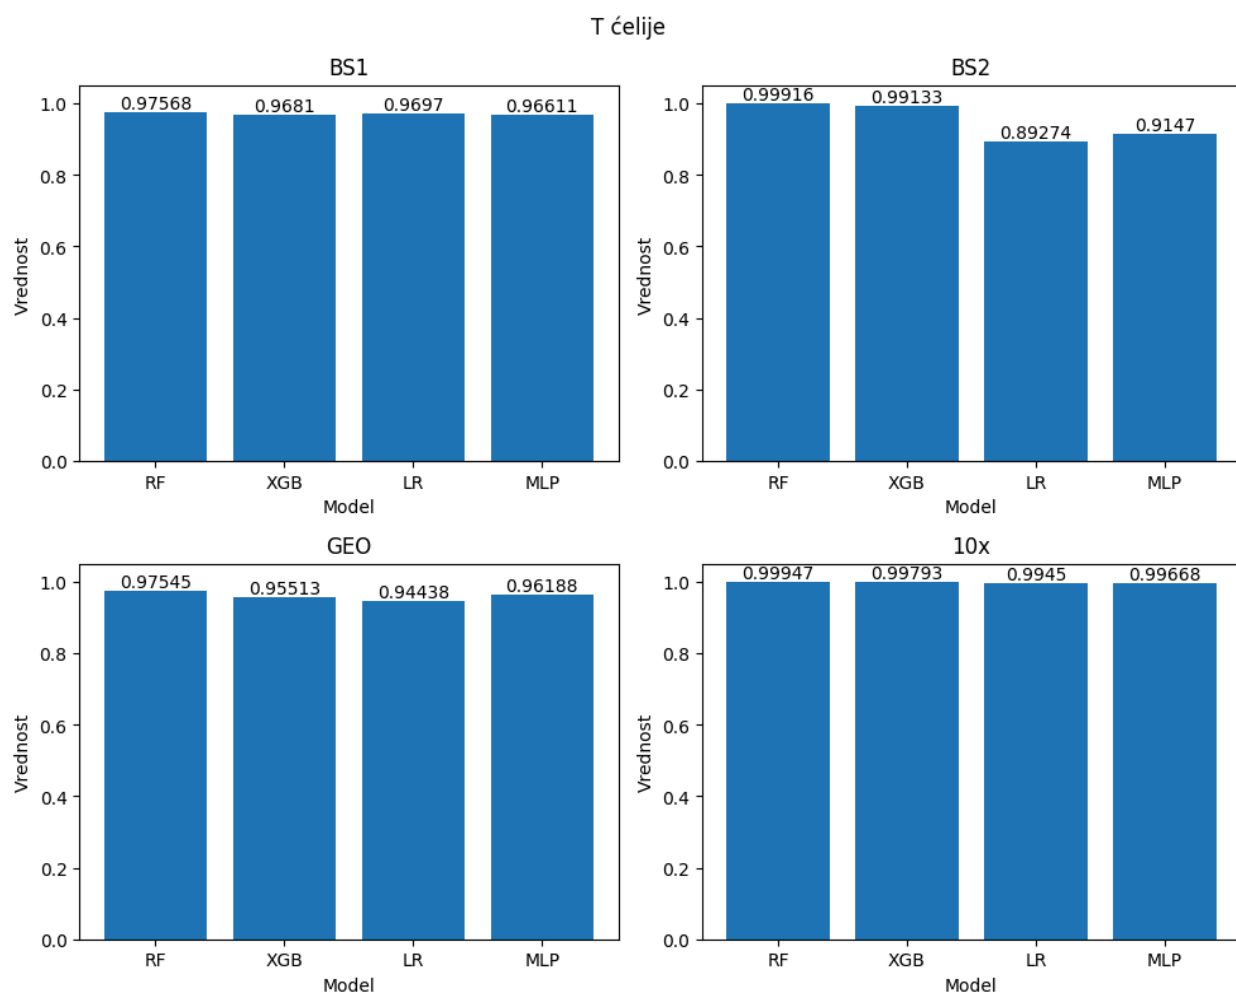 T ćelije
BS1
0.97568 0.9681 0.9697 0.96611
1.0
0.8
0.6
0.4
0.2
0.0
Vrednost
RF XGB LR MLP
Model
BS2
0.99916 0.99133 0.89274 0.9147
1.0
0.8
0.6
0.4
0.2
0.0
Vrednost
RF XGB LR MLP
Model
GEO
0.97545 0.95513 0.94438 0.96188
1.0
0.8
0.6
0.4
0.2
0.0
Vrednost
RF XGB LR MLP
Model
10x
0.99947 0.99793 0.9945 0.99668
1.0
0.8
0.6
0.4
0.2
0.0
Vrednost
RF XGB LR MLP
Model